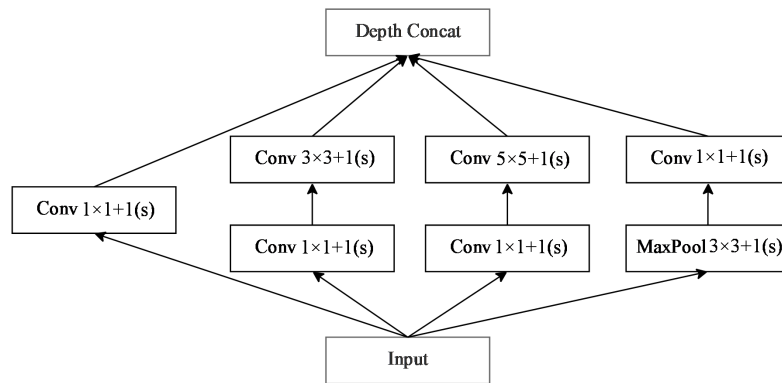 Depth Concat
Conv 3×3+1(s)
Conv 5×5+1(s)
Conv 1×1+1(s)
Conv 1×1+1(s)
Conv 1×1+1(s)
Conv 1×1+1(s)
MaxPool 3×3+1(s)
Input